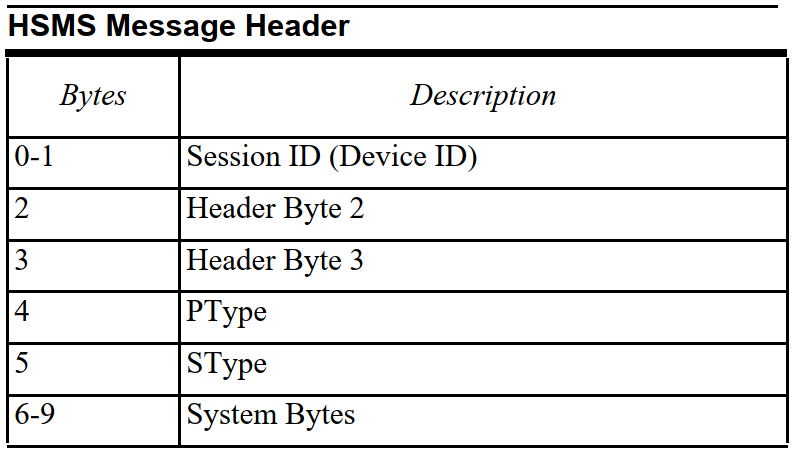 HSMS Message Header
Bytes Description
0-1 Session ID (Device ID)
2 Header Byte 2
3 Header Byte 3
4 PType
5 SType
6-9 System Bytes